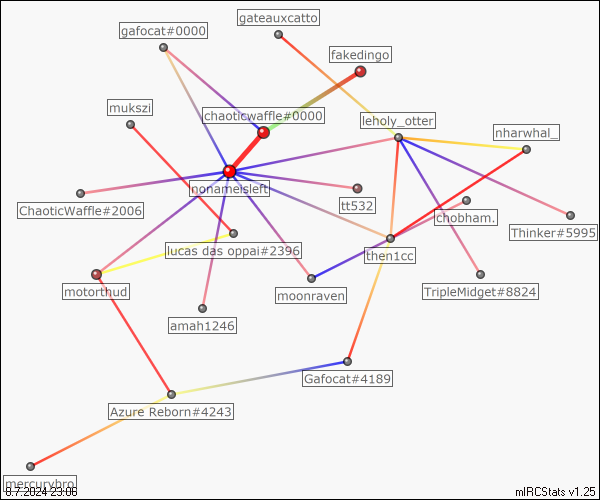 gateauxcatto
gafocat#0000
fakedingo
mukszi
chaoticwaffle#0000
leholy_otter
nharwhal_
nonameisleft
ChaoticWaffle#2006
tt532
chobham.
Thinker#5995
lucas das oppai#2396
then1cc
motorthud
moonraven
TripleMidget#8824
amah1246
Gafocat#4189
Azure Reborn#4243
mercurybro
8.7.2024 23:06
mIRCStats v1.25